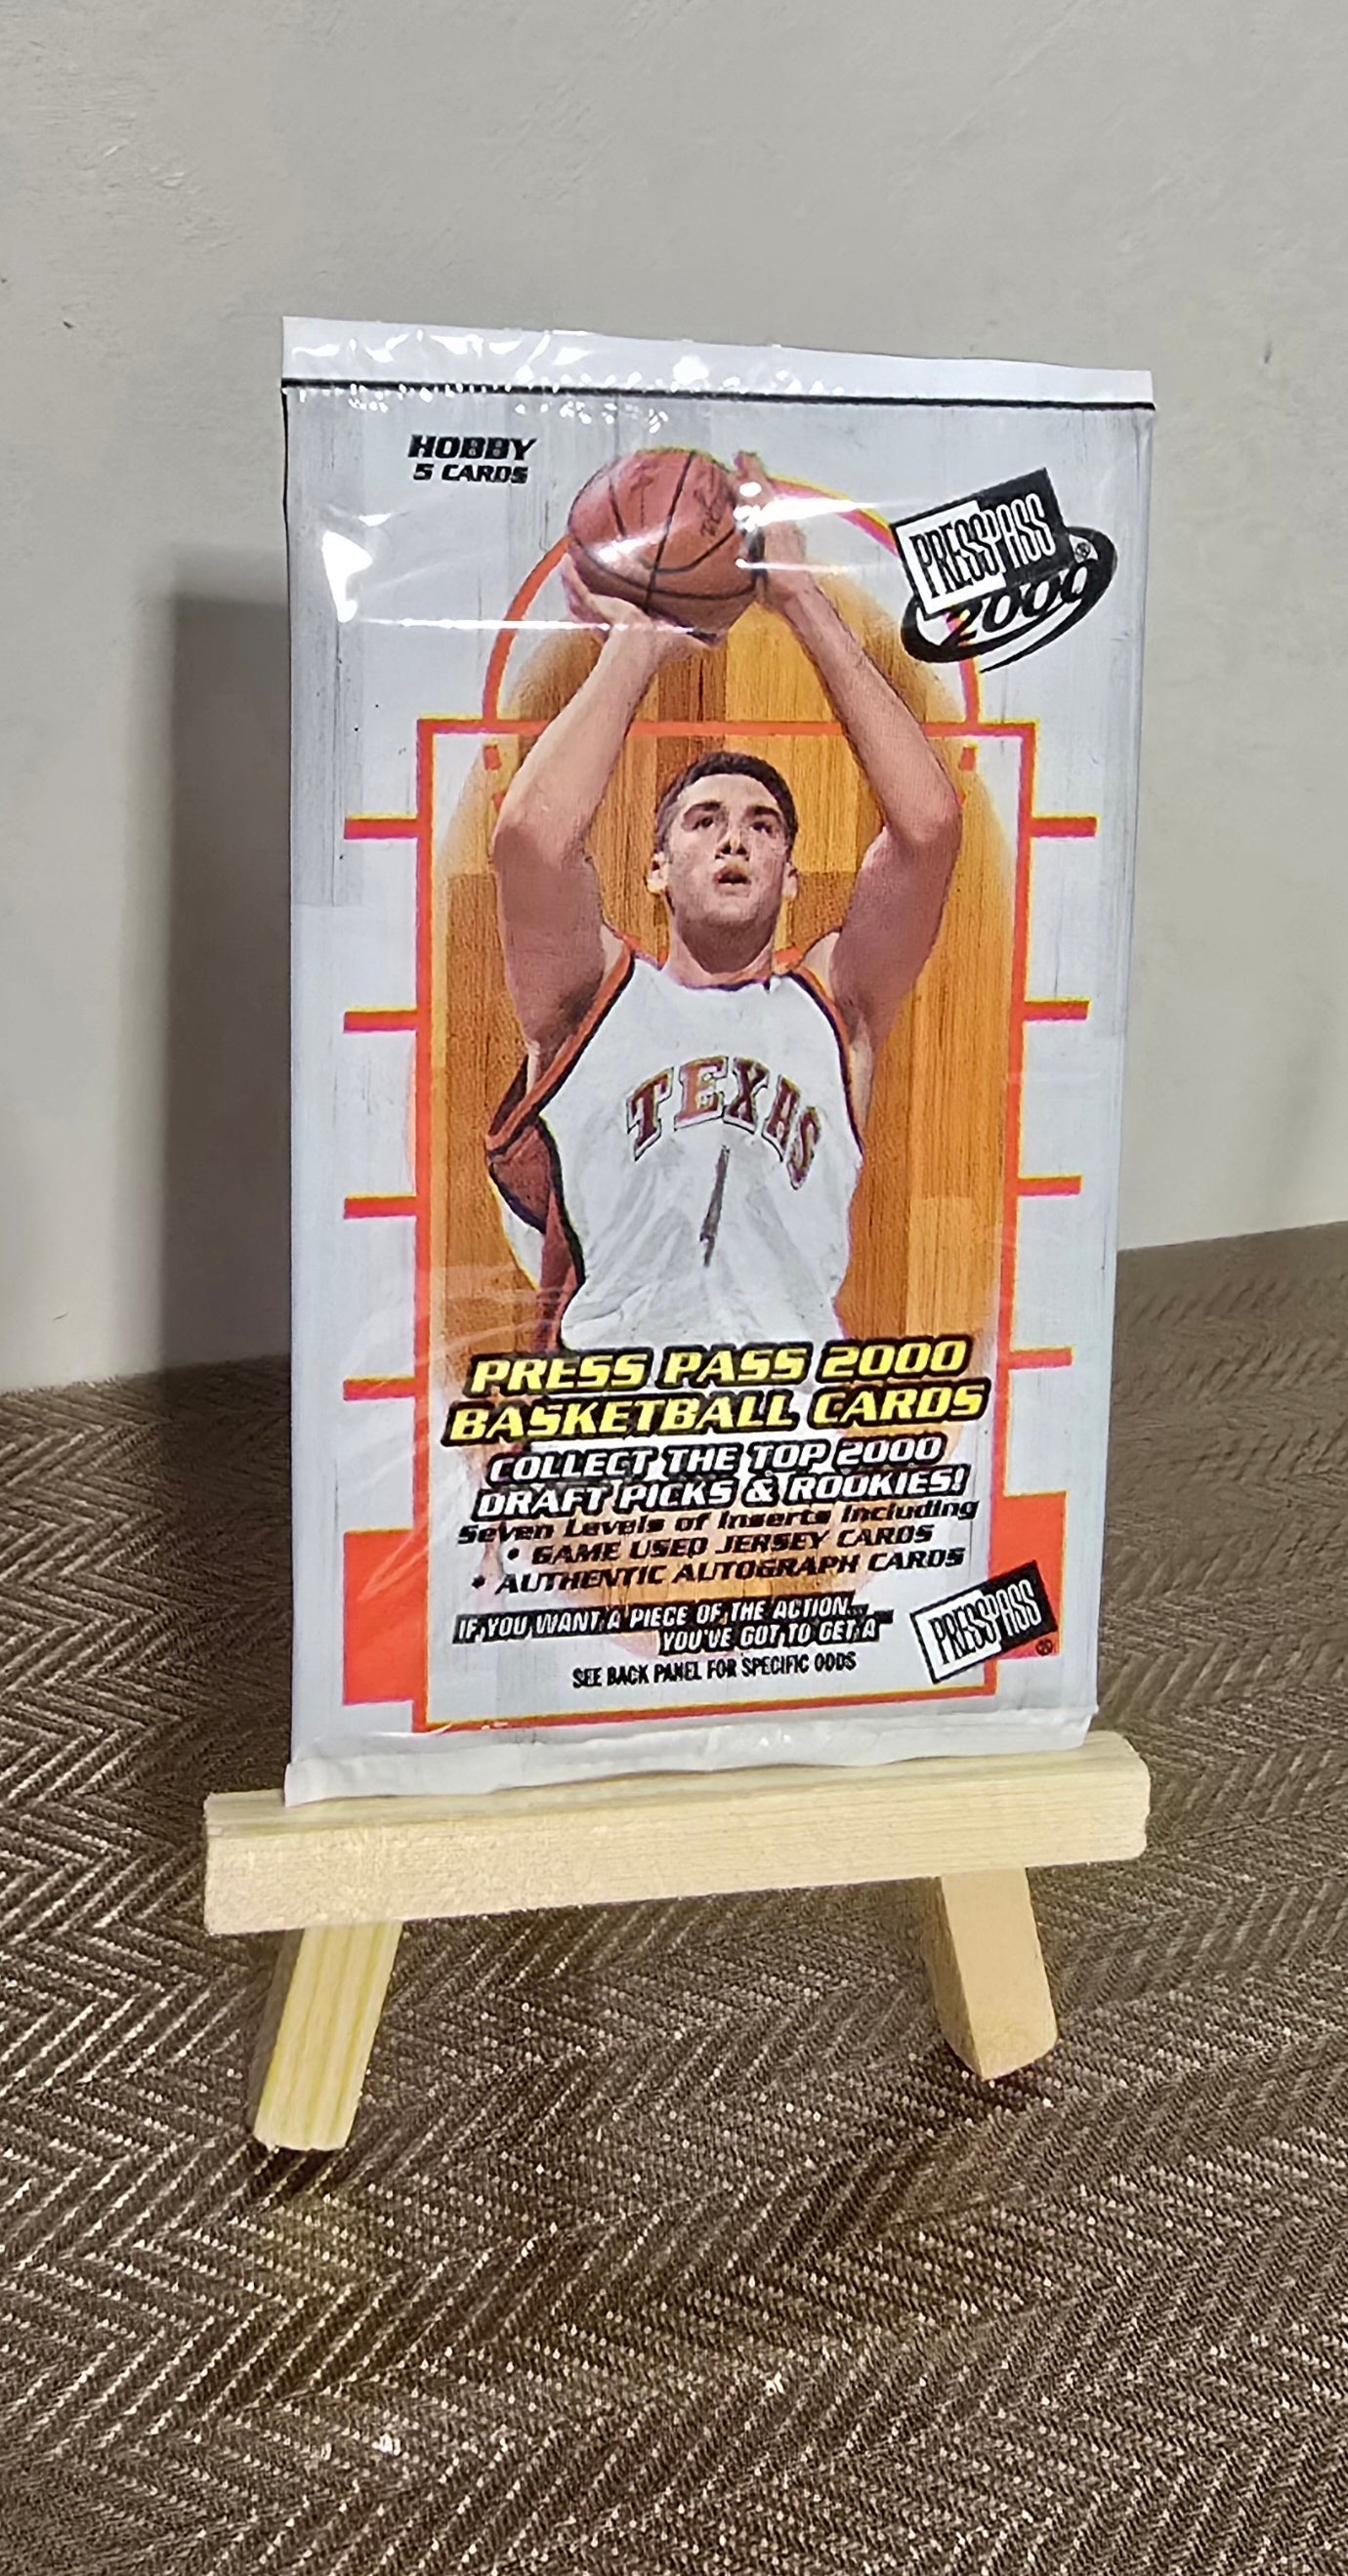 HOBBY
5 CARDS
PRESS PASS
2000
TEXAS
1
PRESS PASS 2000
BASKETBALL CARDS
COLLECT THE TOP 2000
DRAFT PICKS & ROOKIES!
Seven Levels of Inserts Including
• GAME USED JERSEY CARDS
• AUTHENTIC AUTOGRAPH CARDS
IF YOU WANT A PIECE OF THE ACTION...
YOU'VE GOT TO GET A
PRESS PASS
SEE BACK PANEL FOR SPECIFIC ODDS